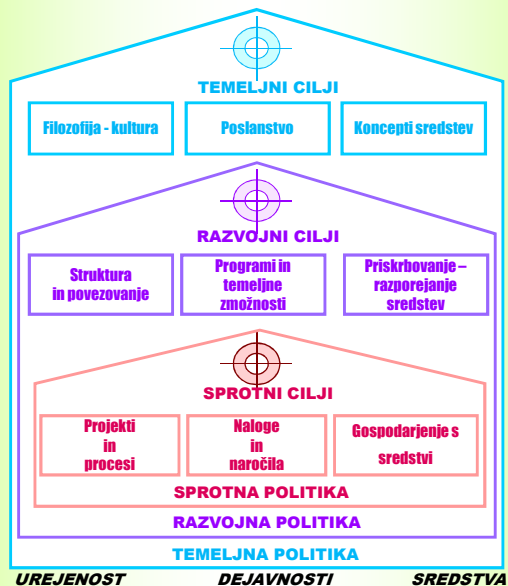 TEMELJNI CILJI
Filozofija - kultura
Poslanstvo
Koncepti sredstev
RAZVOJNI CILJI
Struktura
in povezovanje
Programi in
temeljne
zmožnosti
Priskrbovanje –
razporejanje
sredstev
SPROTNI CILJI
Projekti
in
procesi
Naloge
in
naročila
Gospodarjenje s
sredstvi
SPROTNA POLITIKA
RAZVOJNA POLITIKA
TEMELJNA POLITIKA
UREJENOST
DEJAVNOSTI
SREDSTVA